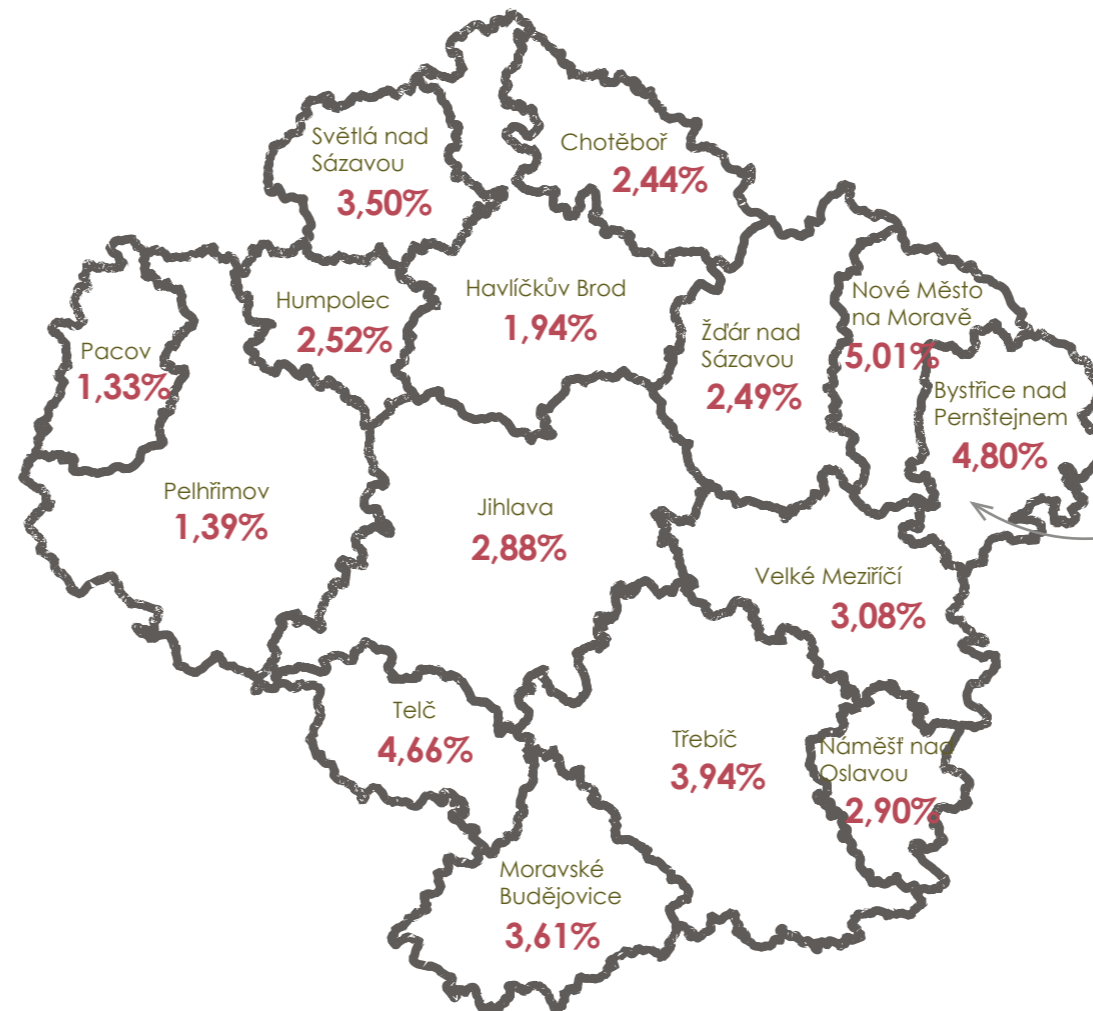 Světlá nad
Sázavou
3,50%
Chotěboř
2,44%
Havlíčkův Brod
1,94%
Humpolec
2,52%
Pacov
1,33%
Žďár nad
Sázavou
2,49%
Nové Město
na Moravě
5,01%
Bystřice nad
Pernštejnem
4,80%
Pelhřimov
1,39%
Jihlava
2,88%
Velké Meziříčí
3,08%
Telč
4,66%
Třebíč
3,94%
Náměšť nad
Oslavou
2,90%
Moravské
Budějovice
3,61%